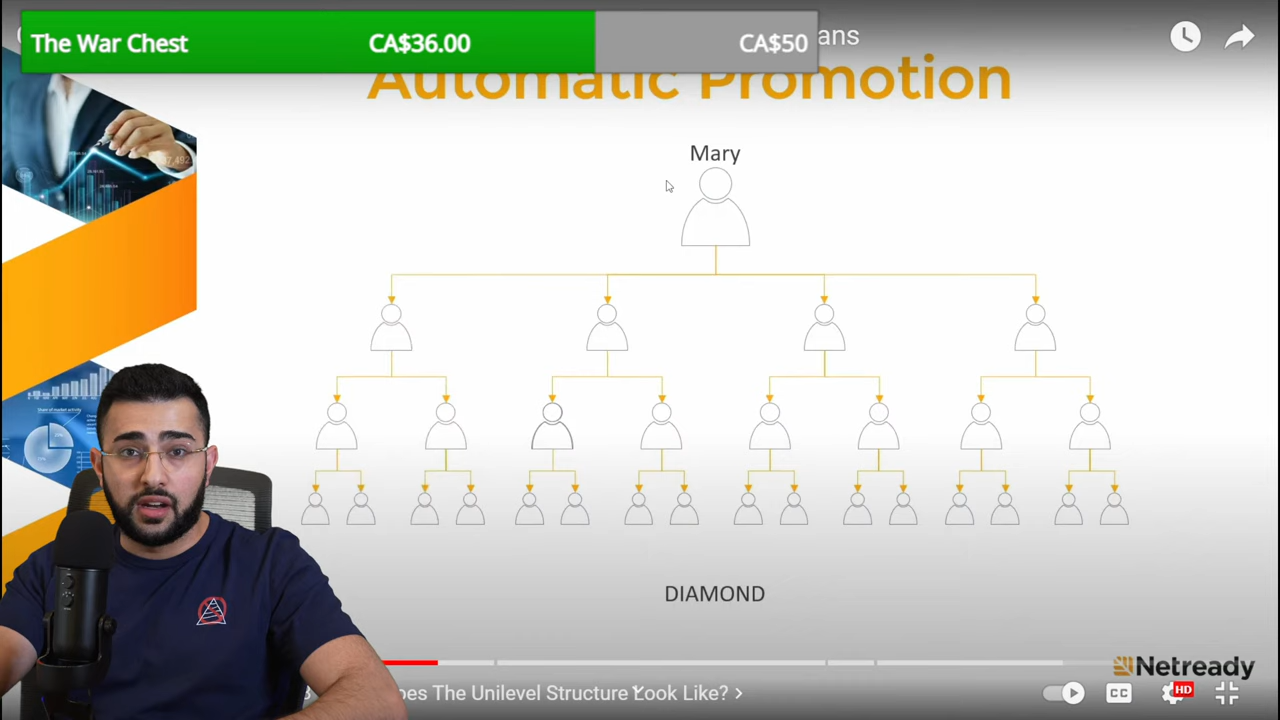 The War Chest CA$36.00 CA$50
ans
Automatic Promotion
Mary
DIAMOND
Netready
oes The Unilevel Structure Look Like? >
CC
HD